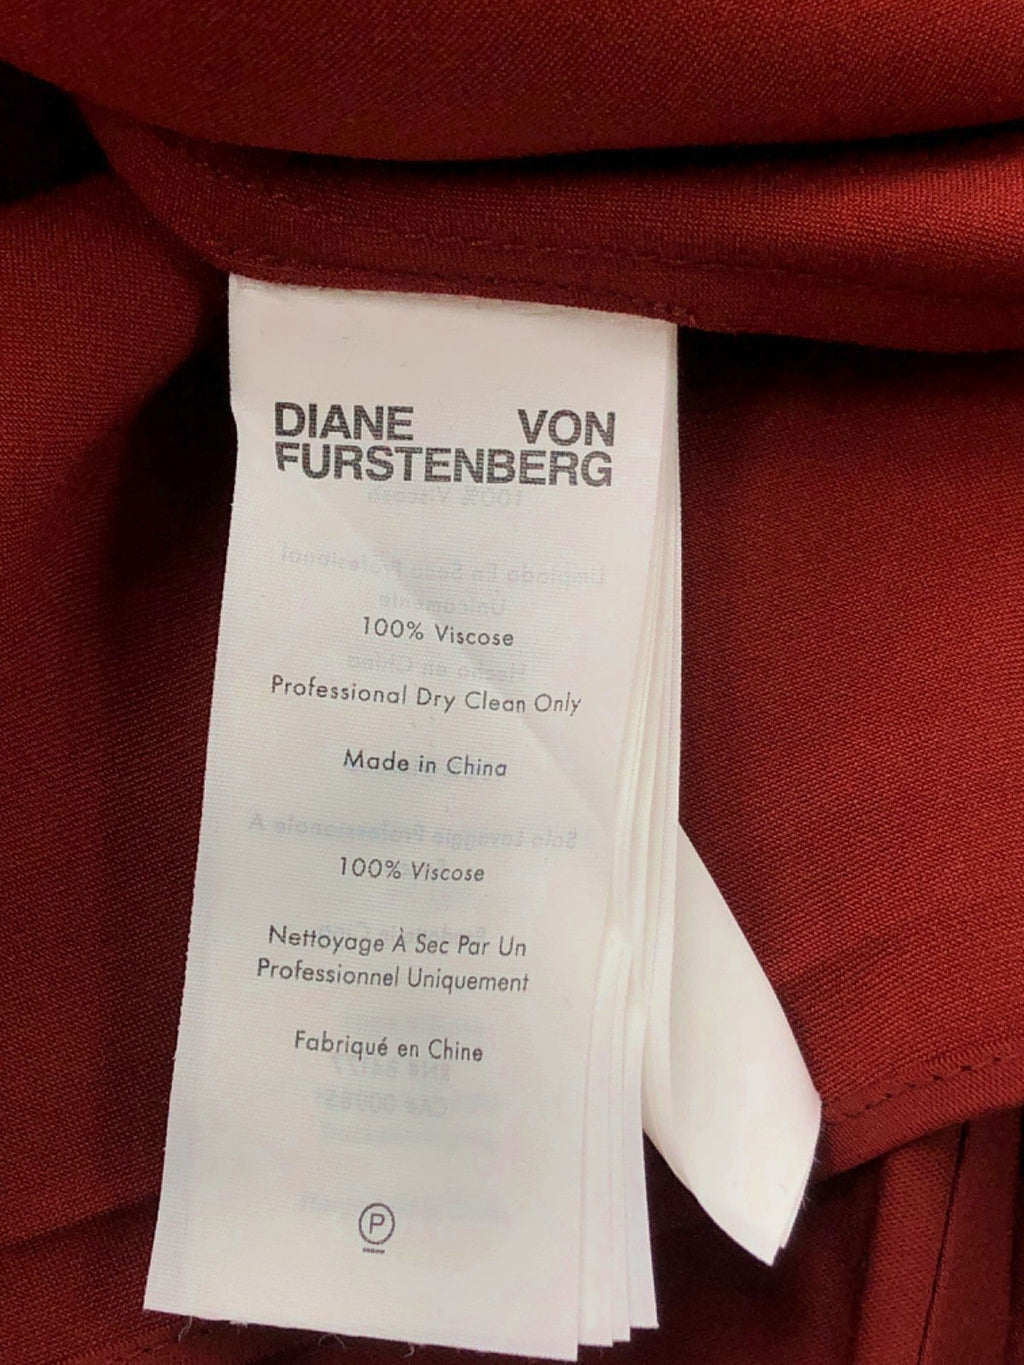 DIANE VON
FURSTENBERG
100% Viscose
Professional Dry Clean Only
Made in China
100% Viscose
Nettoyage À Sec Par Un
Professionnel Uniquement
Fabriqué en Chine
P